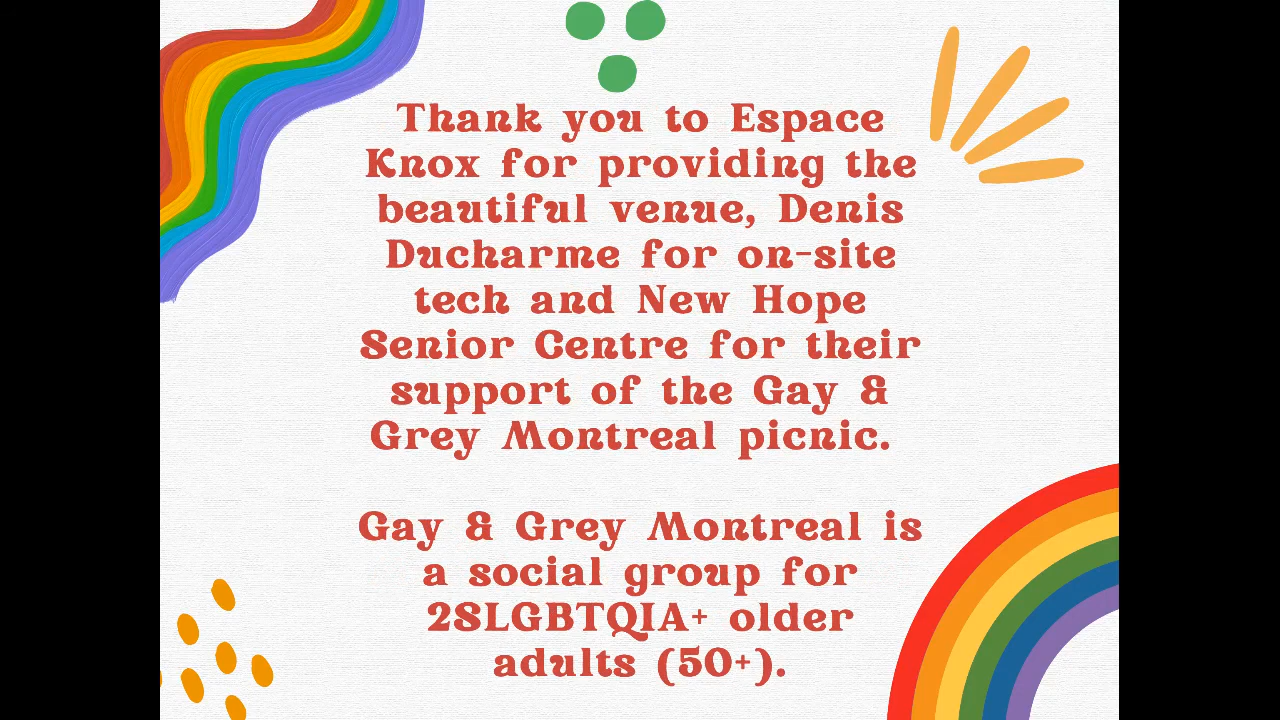 Thank you to Espace
Knox for providing the
beautiful venue, Denis
Ducharme for on-site
tech and New Hope
Senior Centre for their
support of the Gay &
Grey Montreal picnic.
Gay & Grey Montreal is
a social group for
2SLGBTQIA+ older
adults (50+).